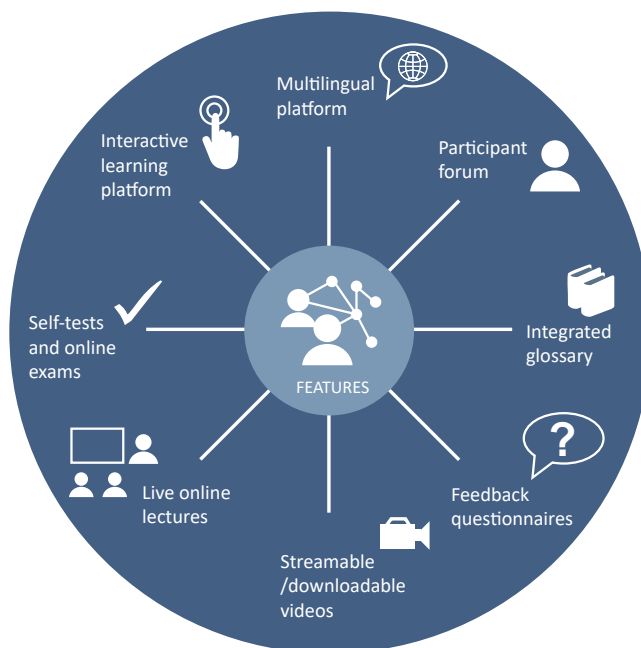 Multilingual
platform
Participant
forum
Integrated
glossary
?
Feedback
questionnaires
Streamable
/downloadable
videos
Live online
lectures
Self-tests
and online
exams
Interactive
learning
platform
FEATURES